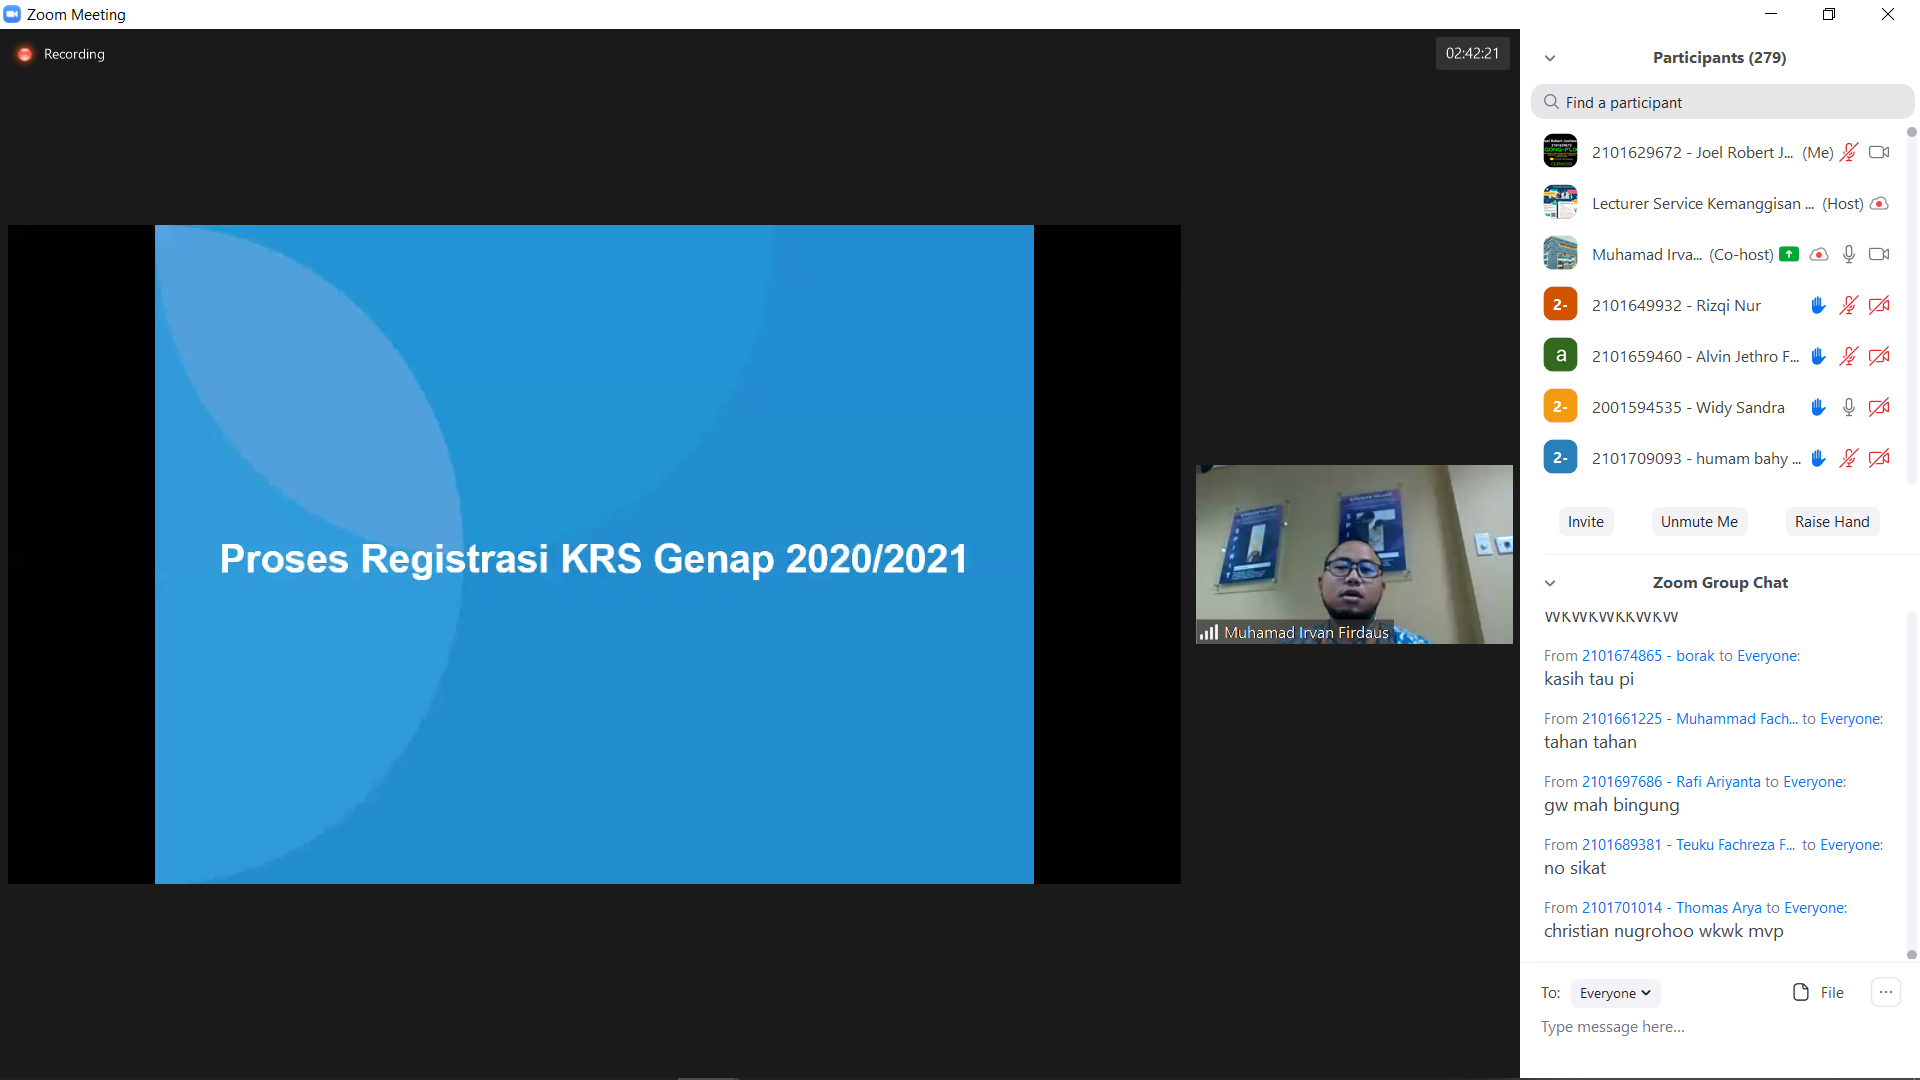 Zoom Meeting
Recording
02:42:21
Proses Registrasi KRS Genap 2020/2021
Muhamad Irvan Firdaus
Participants (279)
Find a participant
2101629672 - Joel Robert J... (Me)
Lecturer Service Kemanggisan ... (Host)
Muhamad Irva... (Co-host)
2- 2101649932 - Rizqi Nur
a 2101659460 - Alvin Jethro F...
2- 2001594535 - Widy Sandra
2- 2101709093 - humam bahy ...
Invite Unmute Me Raise Hand
Zoom Group Chat
WKWKWKKWKW
From 2101674865 - borak to Everyone:
kasih tau pi
From 2101661225 - Muhammad Fach... to Everyone:
tahan tahan
From 2101697686 - Rafi Ariyanta to Everyone:
gw mah bingung
From 2101689381 - Teuku Fachreza F... to Everyone:
no sikat
From 2101701014 - Thomas Arya to Everyone:
christian nugrohoo wkwk mvp
To: Everyone File ...
Type message here...